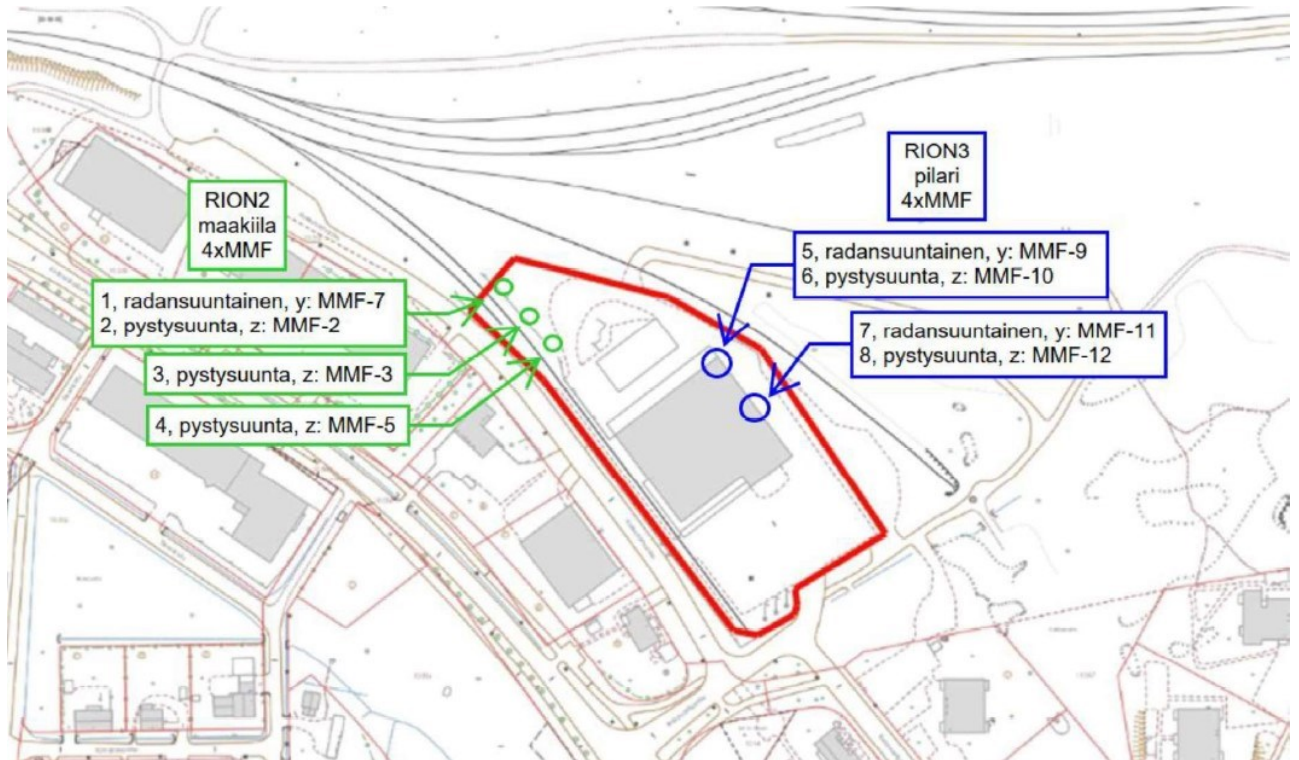 RION3
pilari
4xMMF
RION2
maakiila
4xMMF
5, radansuuntainen, y: MMF-9
6, pystysuunta, z: MMF-10
1, radansuuntainen, y: MMF-7
2, pystysuunta, z: MMF-2
7, radansuuntainen, y: MMF-11
8, pystysuunta, z: MMF-12
3, pystysuunta, z: MMF-3
4, pystysuunta, z: MMF-5